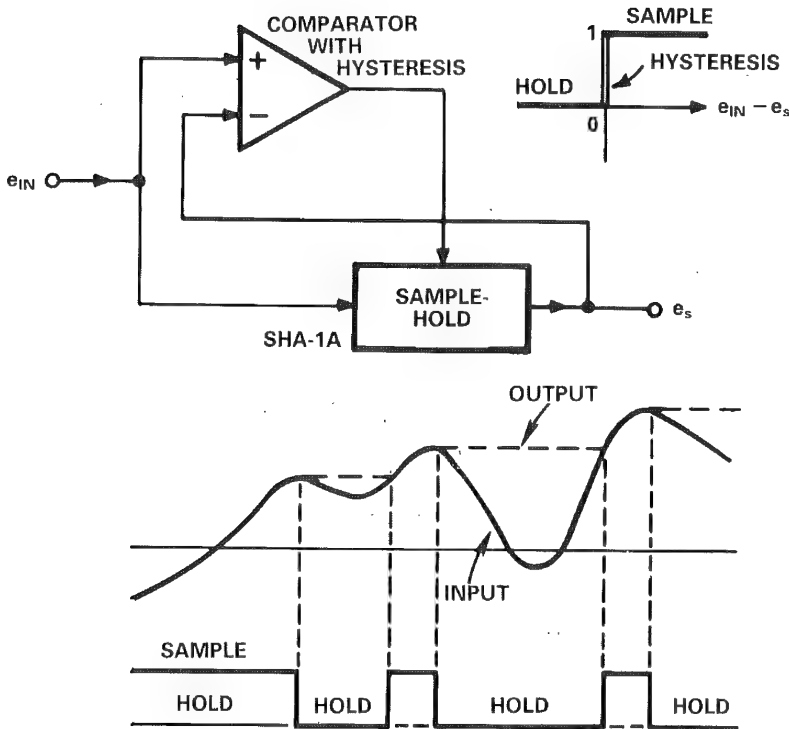 COMPARATOR
WITH
HYSTERESIS
+
−
1
SAMPLE
HYSTERESIS
HOLD
0
eIN − es
eIN
SAMPLE-
HOLD
SHA-1A
es
OUTPUT
INPUT
SAMPLE
HOLD
HOLD
HOLD
HOLD